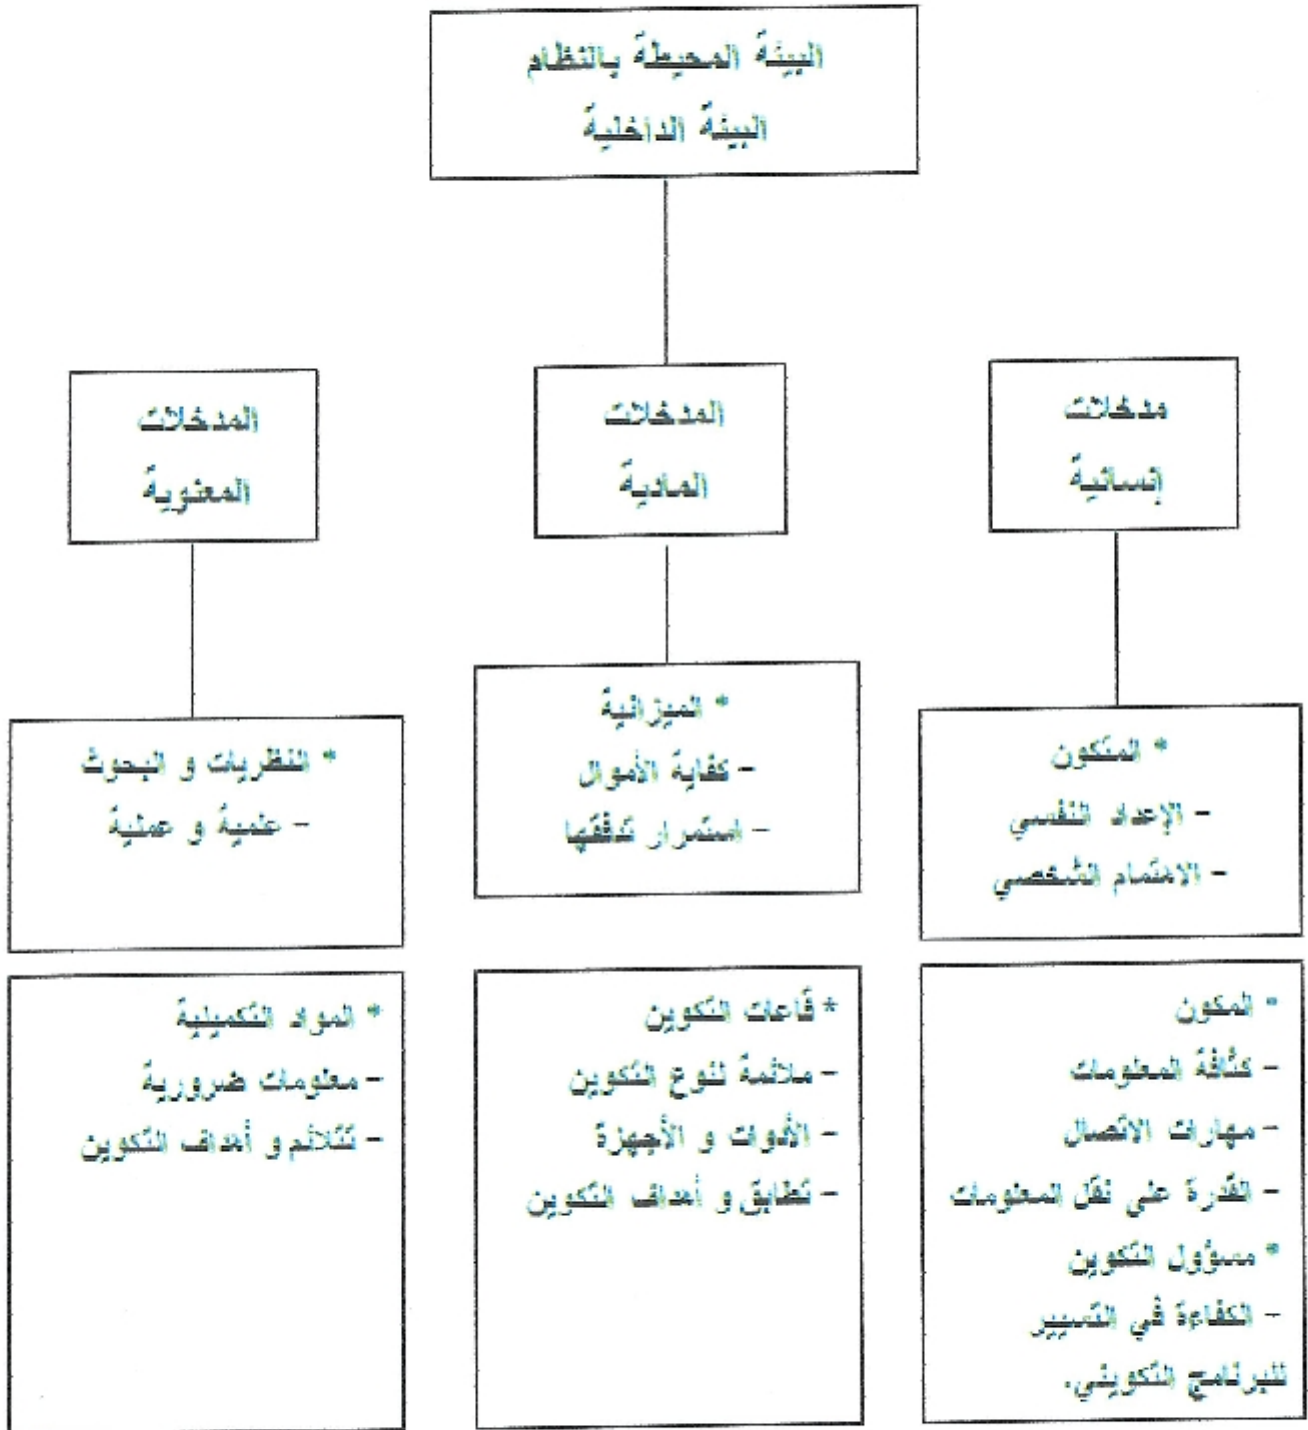 البيئة المحيطة بالنظام
البيئة الداخلية
مدخلات
إنسانية
المدخلات
المادية
المدخلات
المعنوية
* المتكون
- الإعداد النفسي
- الاهتمام الشخصي
* الميزانية
- كفاية الأموال
- استمرار تدفقها
* النظريات و البحوث
- علمية و عملية
* المكون
- كثافة المعلومات
- مهارات الاتصال
- القدرة على نقل المعلومات
* مسؤول التكوين
- الكفاءة في التسيير
للبرنامج التكويني.
* قاعات التكوين
- ملائمة لنوع التكوين
- الأدوات و الأجهزة
- تطابق و أهداف التكوين
* المواد التكميلية
- معلومات ضرورية
- تتلائم و أهداف التكوين